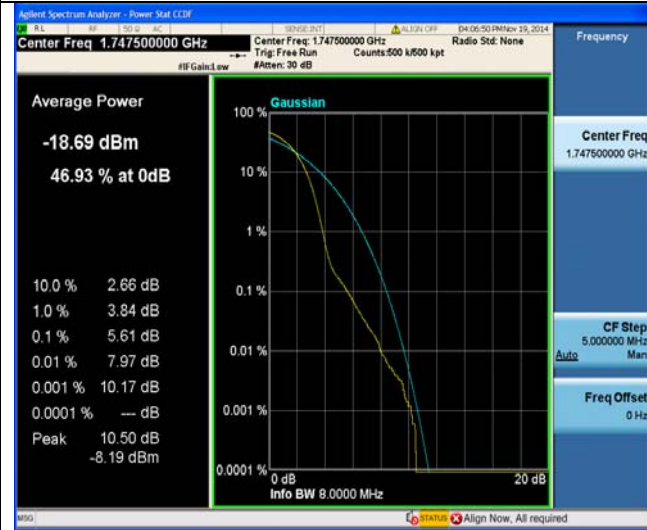 Agilent Spectrum Analyzer - Power Stat CCDF
RL RF 50 Ω AC SENSE:INT ALIGN OFF 04:06:50 PM Nov 19, 2014
Center Freq 1.747500000 GHz
Center Freq: 1.747500000 GHz Radio Std: None
Trig: Free Run Counts:500 k/500 kpt
#IFGain:Low #Atten: 30 dB
Frequency
Average Power
-18.69 dBm
46.93 % at 0dB
10.0 % 2.66 dB
1.0 % 3.84 dB
0.1 % 5.61 dB
0.01 % 7.97 dB
0.001 % 10.17 dB
0.0001 % --- dB
Peak 10.50 dB
-8.19 dBm
Gaussian
100 %
10 %
1 %
0.1 %
0.01 %
0.001 %
0.0001 %
0 dB 20 dB
Info BW 8.0000 MHz
Center Freq
1.747500000 GHz
CF Step
5.000000 MHz
Auto Man
Freq Offset
0 Hz
MSG STATUS Align Now, All required